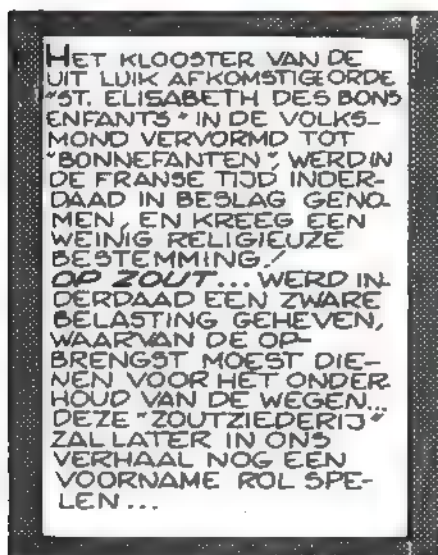 HET KLOOSTER VAN DE
UIT LUIK AFKOMSTIGE ORDE
"ST. ELISABETH DES BONS
ENFANTS" IN DE VOLKS-
MOND VERVORMD TOT
"BONNEFANTEN" WERD IN
DE FRANSE TIJD INDER-
DAAD IN BESLAG GENO-
MEN, EN KREEG EEN
WEINIG RELIGIEUZE
BESTEMMING!
OP ZOUT... WERD IN-
DERDAAD EEN ZWARE
BELASTING GEHEVEN,
WAARVAN DE OP-
BRENGST MOEST DIE-
NEN VOOR HET ONDER-
HOUD VAN DE WEGEN...
DEZE "ZOUTZIEDERIJ"
ZAL LATER IN ONS
VERHAAL NOG EEN
VOORNAME ROL SPE-
LEN...